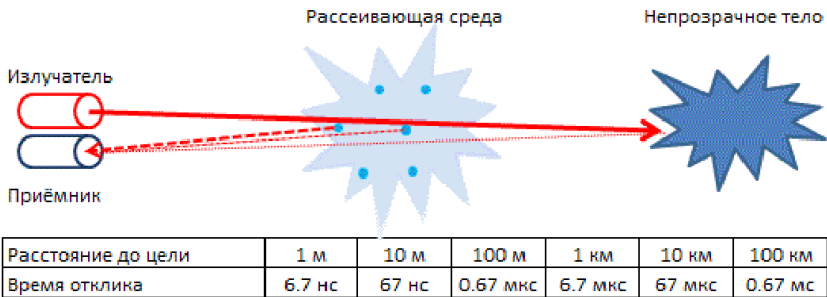 Рассеивающая среда Непрозрачное тело
Излучатель
Приёмник
Расстояние до цели 1 м 10 м 100 м 1 км 10 км 100 км
Время отклика 6.7 нс 67 нс 0.67 мкс 6.7 мкс 67 мкс 0.67 мс